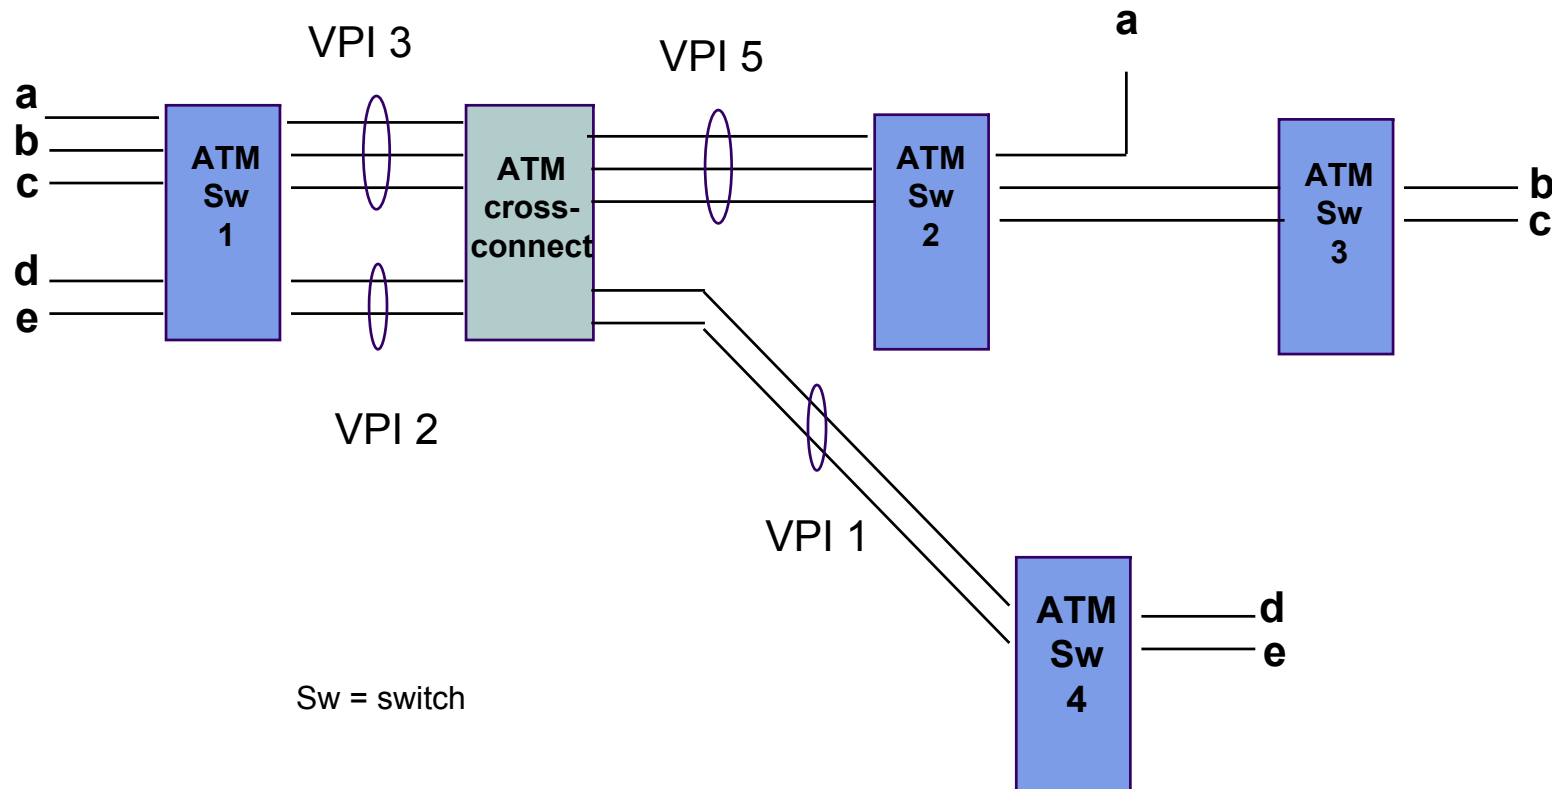 a
VPI 3
VPI 5
a
b
c
ATM
Sw
1
ATM
cross-
connect
ATM
Sw
2
ATM
Sw
3
b
c
d
e
VPI 2
VPI 1
ATM
Sw
4
d
e
Sw = switch